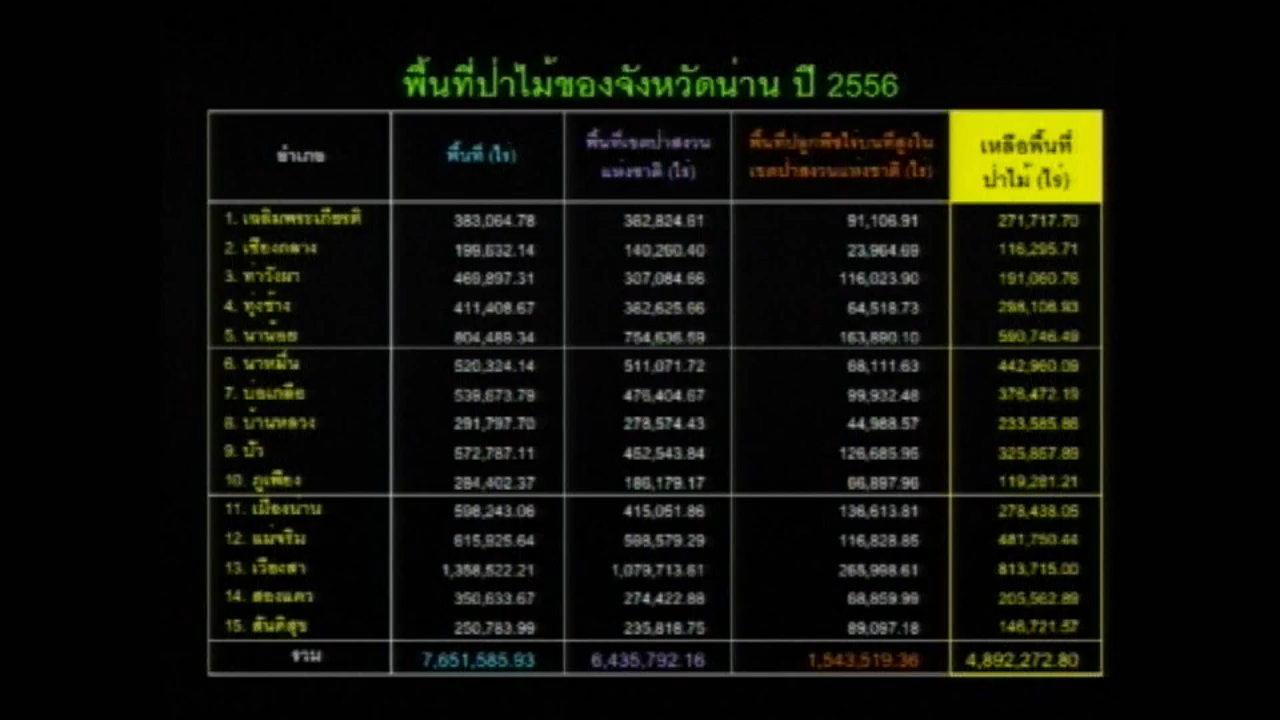 พื้นที่ป่าไม้ของจังหวัดน่าน ปี 2556
อำเภอ พื้นที่ (ไร่) พื้นที่เขตป่าสงวนแห่งชาติ (ไร่) พื้นที่ปลูกพืชไร่บนที่สูงในเขตป่าสงวนแห่งชาติ (ไร่) เหลือพื้นที่ป่าไม้ (ไร่)
1. เฉลิมพระเกียรติ 383,064.78 362,824.61 91,106.91 271,717.70
2. เชียงกลาง 199,632.14 140,260.40 23,964.69 116,295.71
3. ท่าวังผา 469,897.31 307,084.66 116,023.90 191,060.76
4. ทุ่งช้าง 411,408.67 362,625.66 64,518.73 298,106.93
5. นาน้อย 804,489.34 754,636.59 163,890.10 590,746.49
6. นาหมื่น 520,324.14 511,071.72 68,111.63 442,960.09
7. บ่อเกลือ 539,673.79 476,404.67 99,932.48 376,472.19
8. บ้านหลวง 291,797.70 278,574.43 44,988.57 233,585.86
9. ปัว 572,787.11 452,543.84 126,685.95 325,857.89
10. ภูเพียง 284,402.37 186,179.17 66,897.96 119,281.21
11. เมืองน่าน 598,243.06 415,051.86 136,613.81 278,438.05
12. แม่จริม 615,925.64 598,579.29 116,828.85 481,750.44
13. เวียงสา 1,358,522.21 1,079,713.61 265,998.61 813,715.00
14. สองแคว 350,633.67 274,422.88 68,859.99 205,562.89
15. สันติสุข 250,783.99 235,818.75 89,097.18 146,721.57
รวม 7,651,585.93 6,435,792.16 1,543,519.36 4,892,272.80